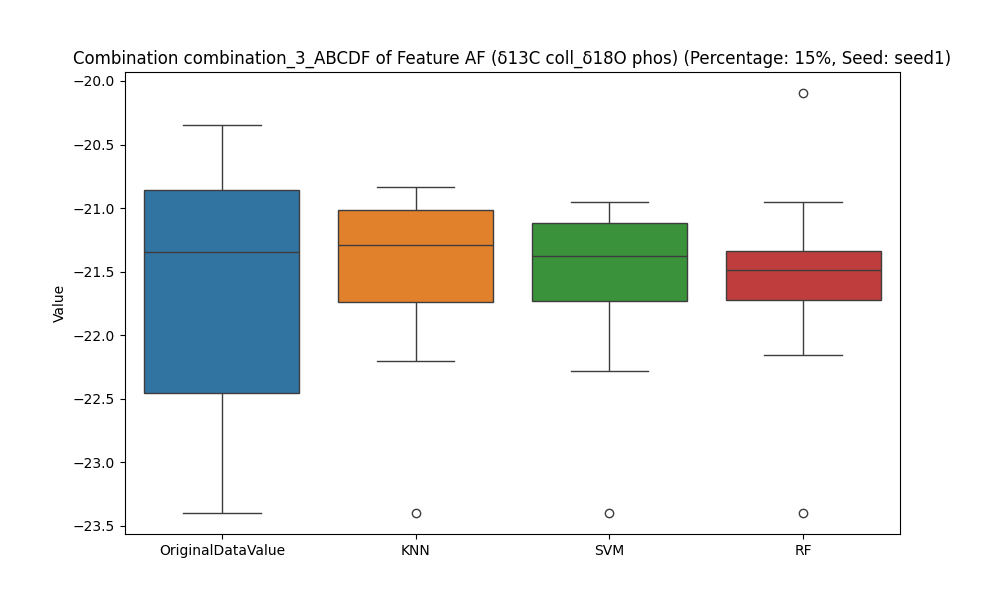 Combination combination_3_ABCDF of Feature AF (δ13C coll_δ18O phos) (Percentage: 15%, Seed: seed1)
−20.0
−20.5
−21.0
−21.5
−22.0
−22.5
−23.0
−23.5
Value
OriginalDataValue
KNN
SVM
RF